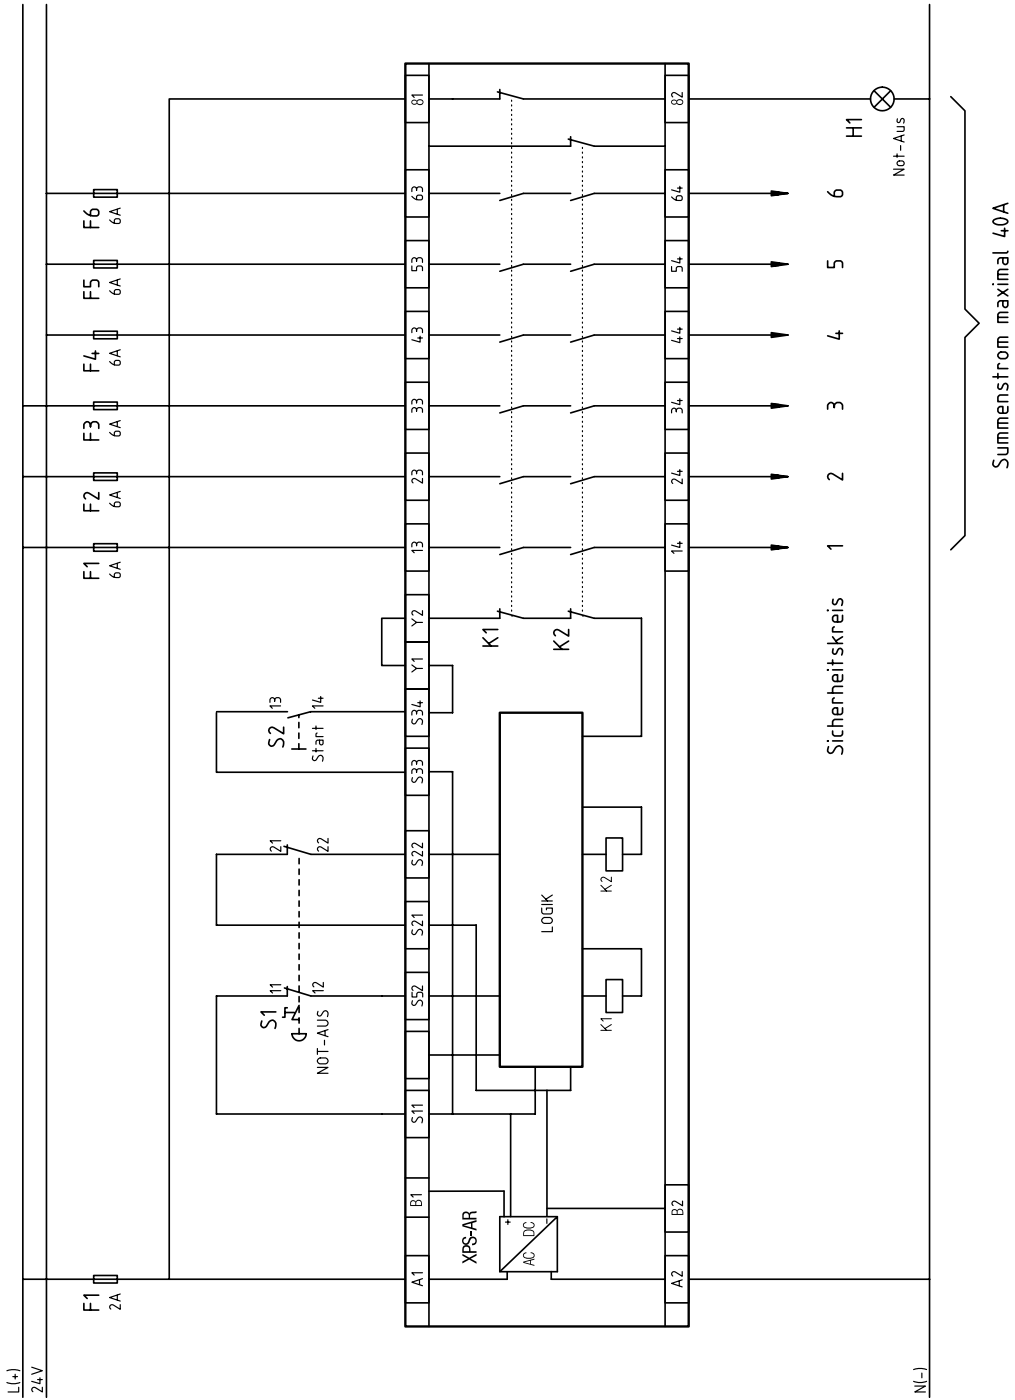 L(+)
24V
F1
2A
F1
6A
F2
6A
F3
6A
F4
6A
F5
6A
F6
6A
S1
11
12
NOT-AUS
21
22
S2
13
14
Start
A1
B1
S11
S52
S21
S22
S33
S34
Y1
Y2
13
23
33
43
53
63
81
XPS-AR
+
-
AC
DC
LOGIK
K1
K2
K1
K2
A2
B2
14
24
34
44
54
64
82
Sicherheitskreis
1
2
3
4
5
6
H1
Not-Aus
N(-)
Summenstrom maximal 40A